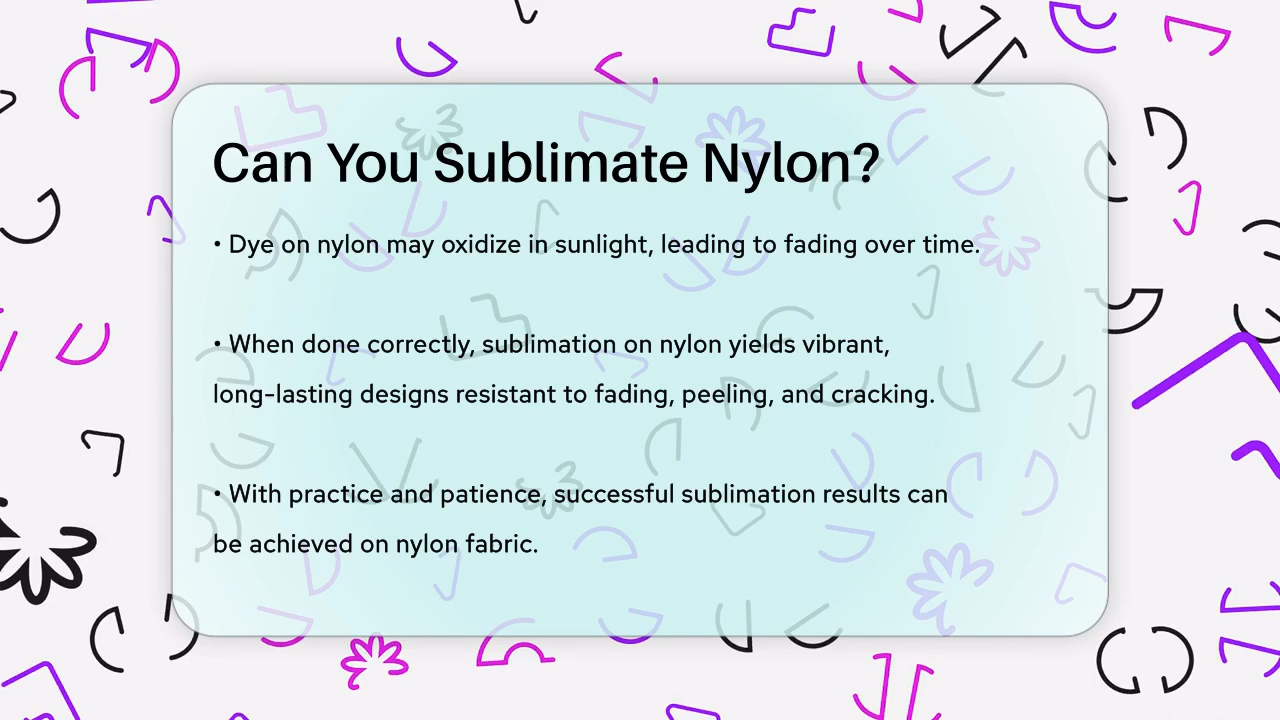 Can You Sublimate Nylon?
• Dye on nylon may oxidize in sunlight, leading to fading over time.
• When done correctly, sublimation on nylon yields vibrant,
long-lasting designs resistant to fading, peeling, and cracking.
• With practice and patience, successful sublimation results can
be achieved on nylon fabric.